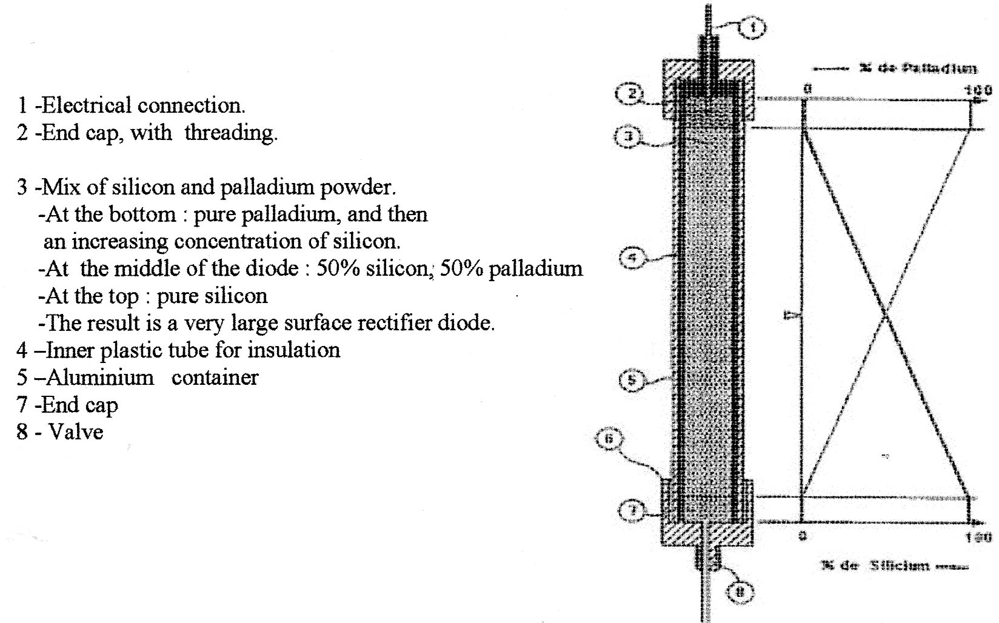 1 -Electrical connection.
2 -End cap, with threading.
3 -Mix of silicon and palladium powder.
-At the bottom : pure palladium, and then
an increasing concentration of silicon.
-At the middle of the diode : 50% silicon; 50% palladium
-At the top : pure silicon
-The result is a very large surface rectifier diode.
4 –Inner plastic tube for insulation
5 –Aluminium container
7 -End cap
8 - Valve
1
2
3
4
5
6
7
8
% de Palladium
0 100
0 100
% de Silicium